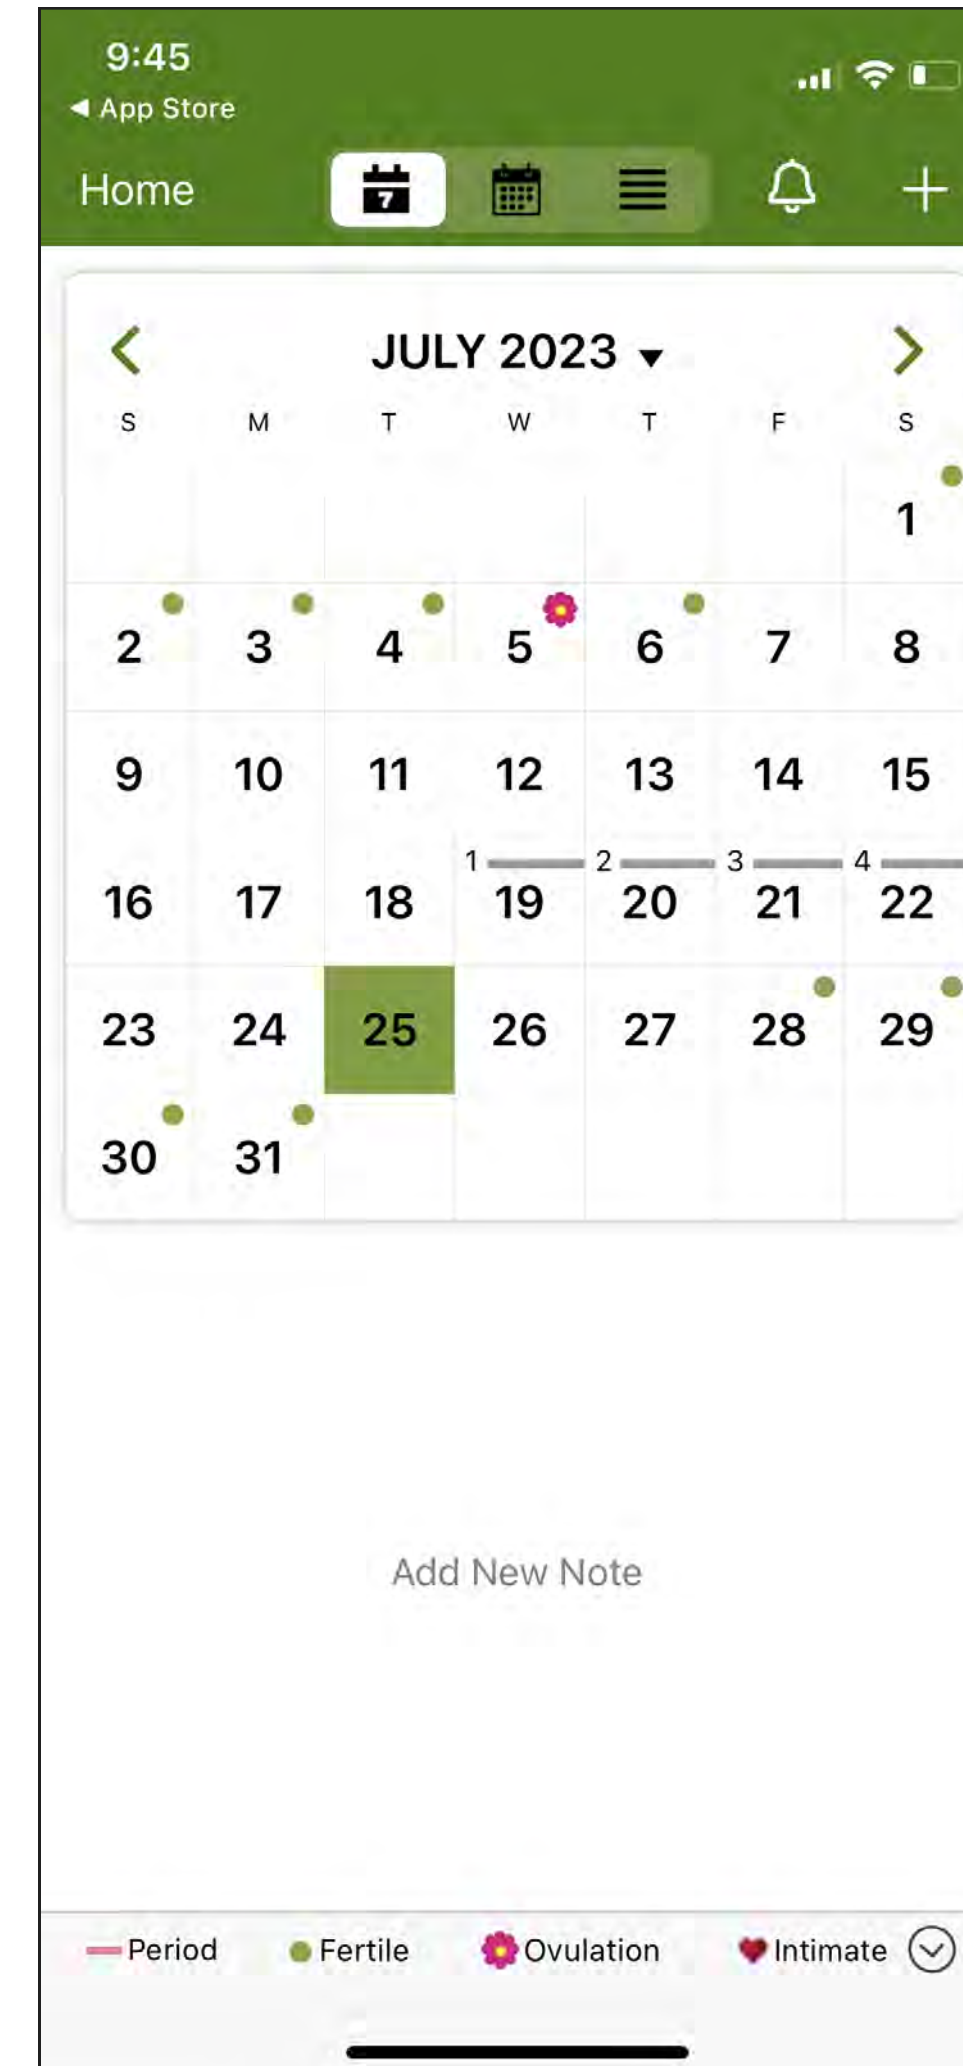 9:45
◀ App Store
Home
7
JULY 2023 ▼
S M T W T F S
1
2 3 4 5 6 7 8
9 10 11 12 13 14 15
1 2 3 4
16 17 18 19 20 21 22
23 24 25 26 27 28 29
30 31
Add New Note
Period Fertile Ovulation Intimate